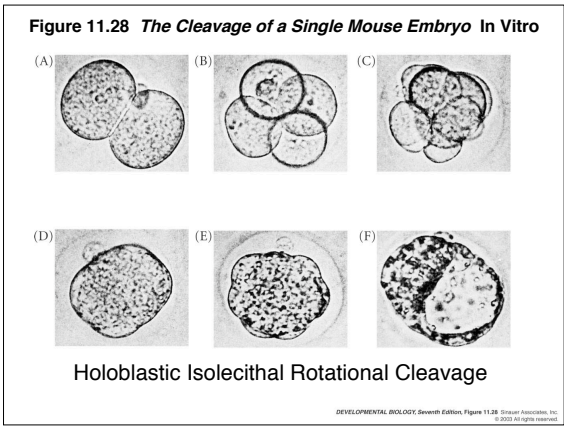 Figure 11.28 The Cleavage of a Single Mouse Embryo In Vitro
(A) (B) (C)
(D) (E) (F)
Holoblastic Isolecithal Rotational Cleavage
DEVELOPMENTAL BIOLOGY, Seventh Edition, Figure 11.28 Sinauer Associates, Inc.
© 2003 All rights reserved.